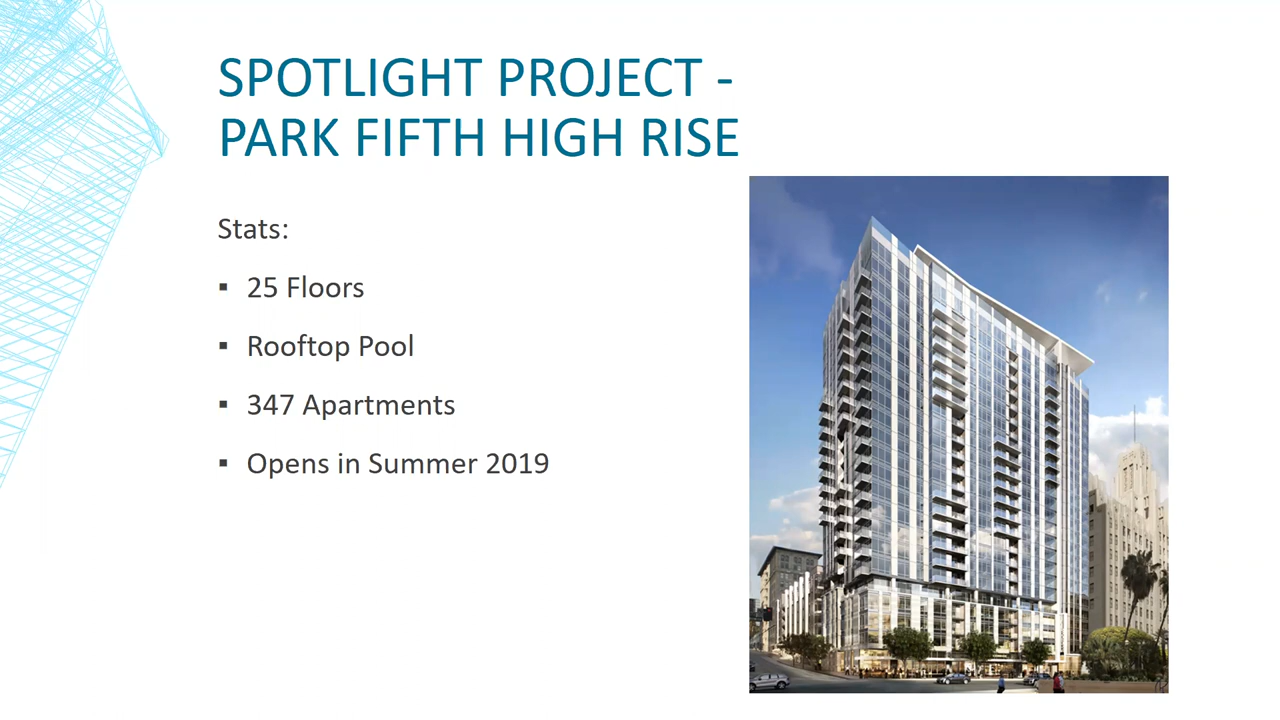 SPOTLIGHT PROJECT -
PARK FIFTH HIGH RISE
Stats:
▪ 25 Floors
▪ Rooftop Pool
▪ 347 Apartments
▪ Opens in Summer 2019